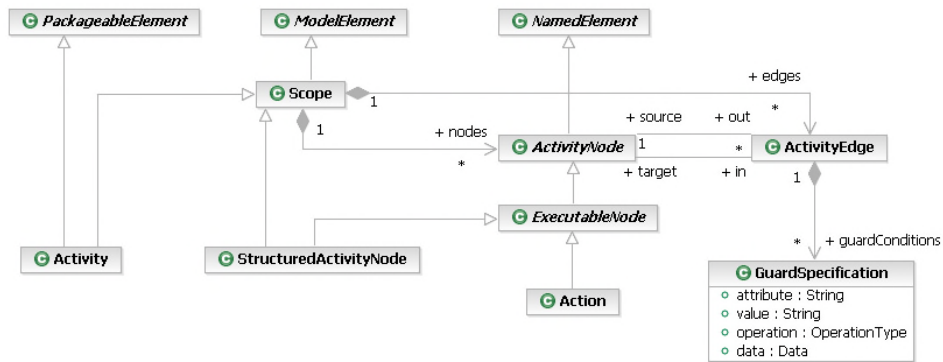 PackageableElement
ModelElement
NamedElement
+ edges
Scope
1
*
1
+ nodes
+ source
+ out
*
ActivityNode
1
*
ActivityEdge
+ target
+ in
1
ExecutableNode
* + guardConditions
Activity
StructuredActivityNode
GuardSpecification
Action
attribute : String
value : String
operation : OperationType
data : Data